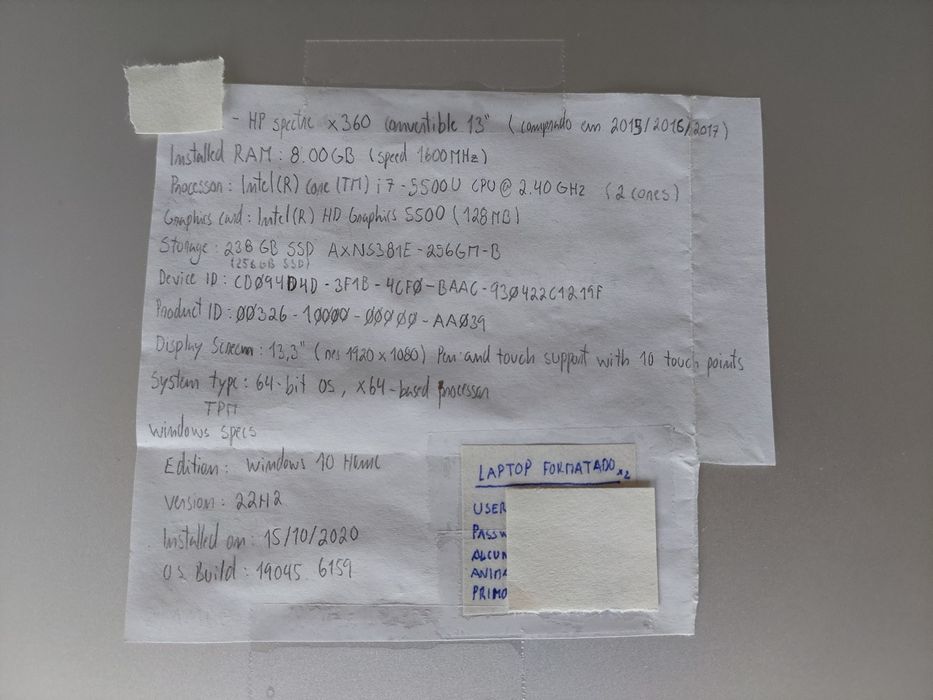 - HP spectre x360 convertible 13" (comprado em 2015/2016/2017)
Installed RAM: 8.00GB (speed 1600MHz)
Processor: Intel(R) Core (TM) i7-5500U CPU @ 2.40GHz (2 cores)
Graphics card: Intel(R) HD Graphics 5500 (128MB)
Storage: 238 GB SSD AXNS381E-256GM-B
(256GB SSD)
Device ID: CD094D4D-3F1B-4CF0-BAAC-930422C1219F
Product ID: 00326-10000-00000-AA039
Display Screen: 13,3" (res 1920x1080) Pen and touch support with 10 touch points
System type: 64-bit OS, x64-based processor
TPM
Windows specs
Edition: Windows 10 Home
Version: 22H2
Installed on: 15/10/2020
OS Build: 19045.6159
LAPTOP FORMATADO x2
USER
PASSW
ALCUN
ANIMA
PRIMO